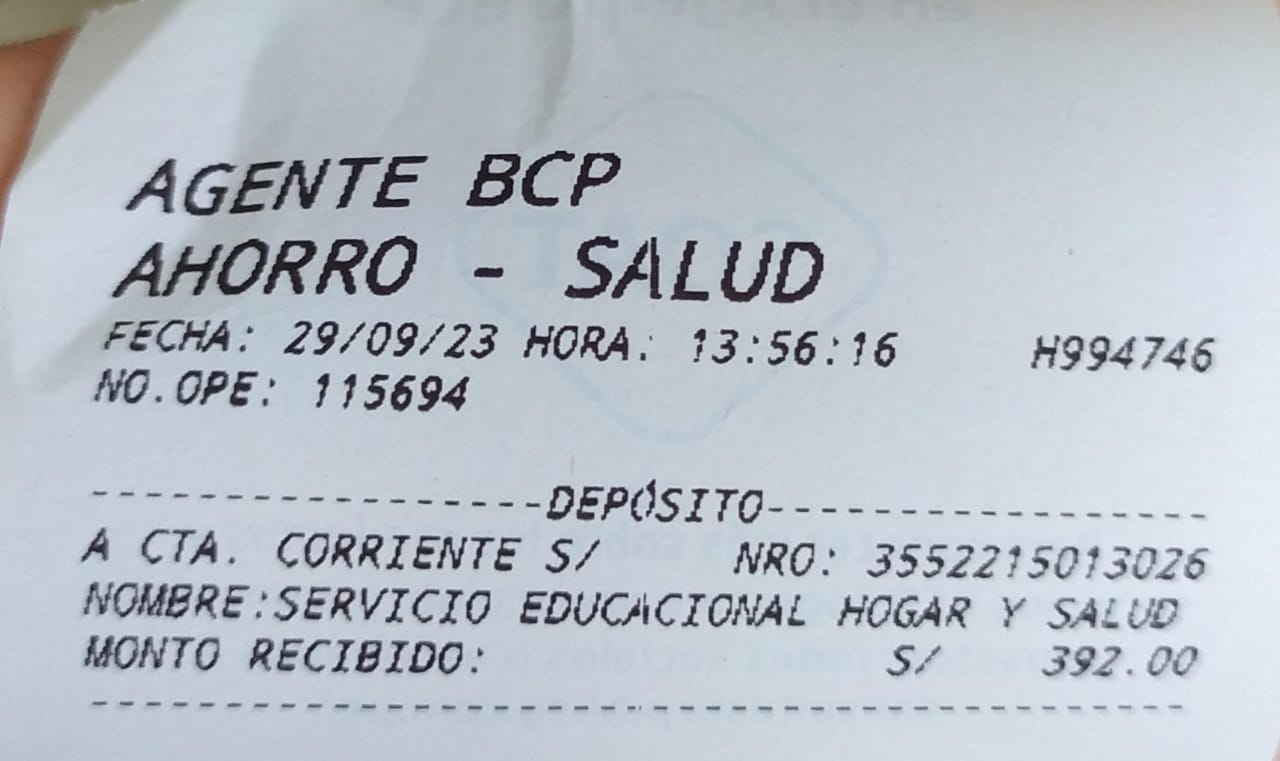 AGENTE BCP
AHORRO - SALUD
FECHA: 29/09/23 HORA: 13:56:16 H994746
NO.OPE: 115694
------------------DEPÓSITO------------------
A CTA. CORRIENTE S/ NRO: 3552215013026
NOMBRE:SERVICIO EDUCACIONAL HOGAR Y SALUD
MONTO RECIBIDO: S/ 392.00
--------------------------------------------